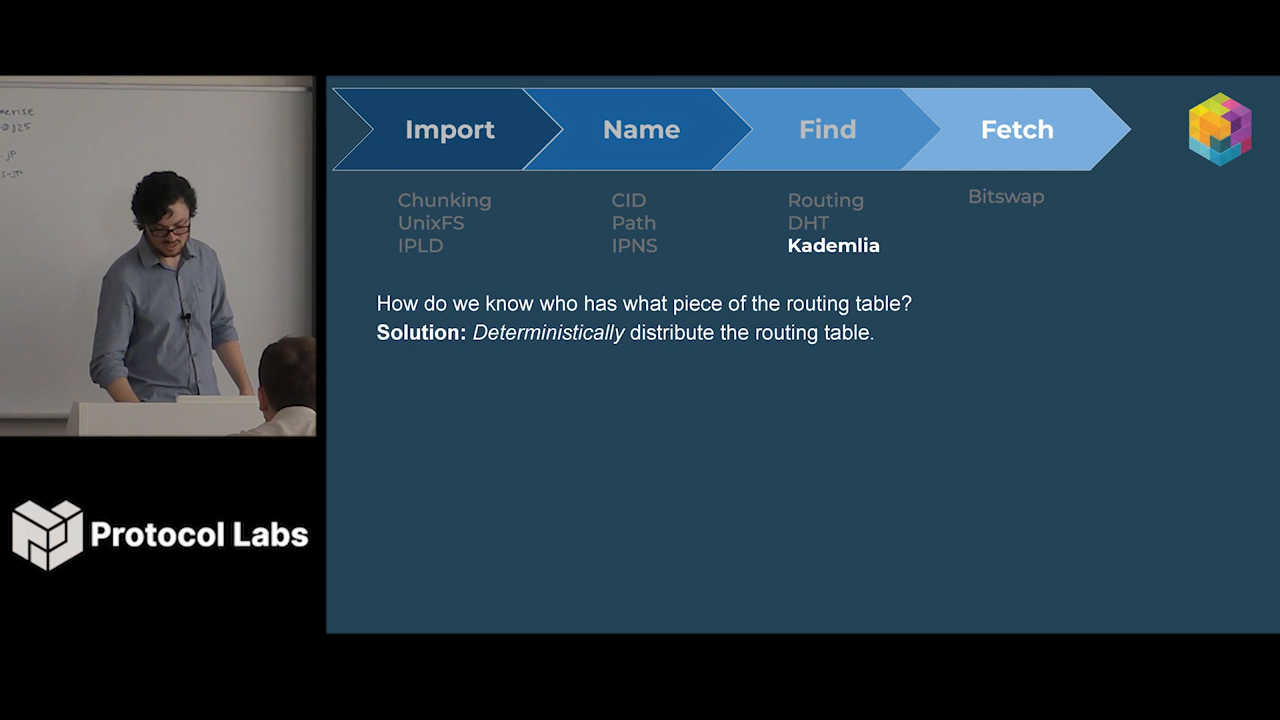 Import
Name
Find
Fetch
Chunking
UnixFS
IPLD
CID
Path
IPNS
Routing
DHT
Kademlia
Bitswap
How do we know who has what piece of the routing table?
Solution: Deterministically distribute the routing table.
Protocol Labs